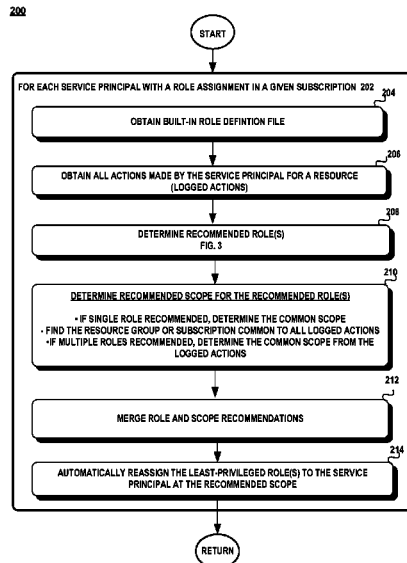 200
START
FOR EACH SERVICE PRINCIPAL WITH A ROLE ASSIGNMENT IN A GIVEN SUBSCRIPTION 202
204
OBTAIN BUILT-IN ROLE DEFINTION FILE
206
OBTAIN ALL ACTIONS MADE BY THE SERVICE PRINCIPAL FOR A RESOURCE
(LOGGED ACTIONS)
208
DETERMINE RECOMMENDED ROLE(S)
FIG. 3
210
DETERMINE RECOMMENDED SCOPE FOR THE RECOMMENDED ROLE(S)
• IF SINGLE ROLE RECOMMENDED, DETERMINE THE COMMON SCOPE
- FIND THE RESOURCE GROUP OR SUBSCRIPTION COMMON TO ALL LOGGED ACTIONS
• IF MULTIPLE ROLES RECOMMENDED, DETERMINE THE COMMON SCOPE FROM THE
LOGGED ACTIONS
212
MERGE ROLE AND SCOPE RECOMMENDATIONS
214
AUTOMATICALLY REASSIGN THE LEAST-PRIVILEGED ROLE(S) TO THE SERVICE
PRINCIPAL AT THE RECOMMENDED SCOPE
RETURN